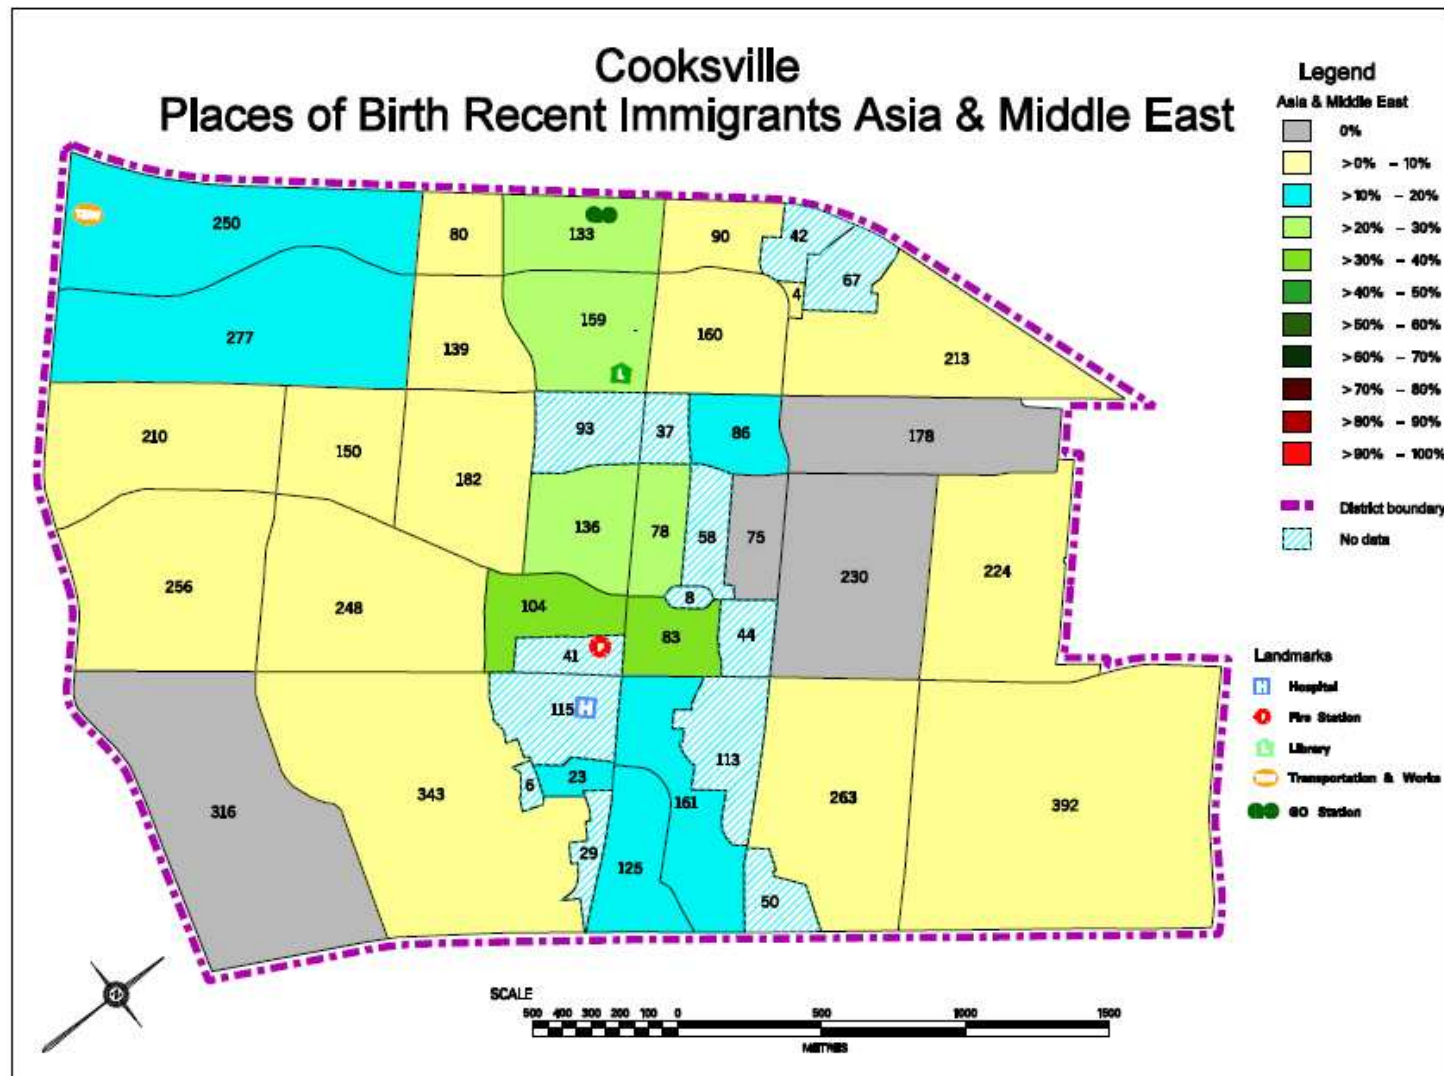 Cooksville
Places of Birth Recent Immigrants Asia & Middle East
Legend
Asia & Middle East
0%
>0% - 10%
>10% - 20%
>20% - 30%
>30% - 40%
>40% - 50%
>50% - 60%
>60% - 70%
>70% - 80%
>80% - 90%
>90% - 100%
District boundary
No data
Landmarks
H Hospital
F Fire Station
L Library
T&W Transportation & Works
GO Station
250
80
133
90
42
67
4
277
139
159
160
213
L
210
150
182
93
37
86
178
136
78
58
75
230
224
256
248
104
8
83
44
41
F
115
H
113
6
23
161
316
343
29
125
50
263
392
SCALE
500 400 300 200 100 0 500 1000 1500
METRES